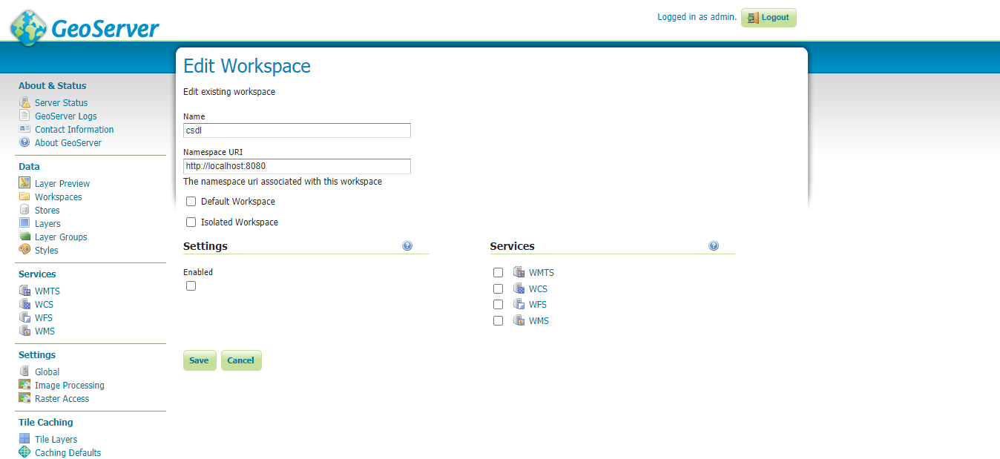 GeoServer
Logged in as admin.
Logout
About & Status
Server Status
GeoServer Logs
Contact Information
About GeoServer
Data
Layer Preview
Workspaces
Stores
Layers
Layer Groups
Styles
Services
WMTS
WCS
WFS
WMS
Settings
Global
Image Processing
Raster Access
Tile Caching
Tile Layers
Caching Defaults
Edit Workspace
Edit existing workspace
Name
csdl
Namespace URI
http://localhost:8080
The namespace uri associated with this workspace
Default Workspace
Isolated Workspace
Settings
Enabled
Services
WMTS
WCS
WFS
WMS
Save
Cancel